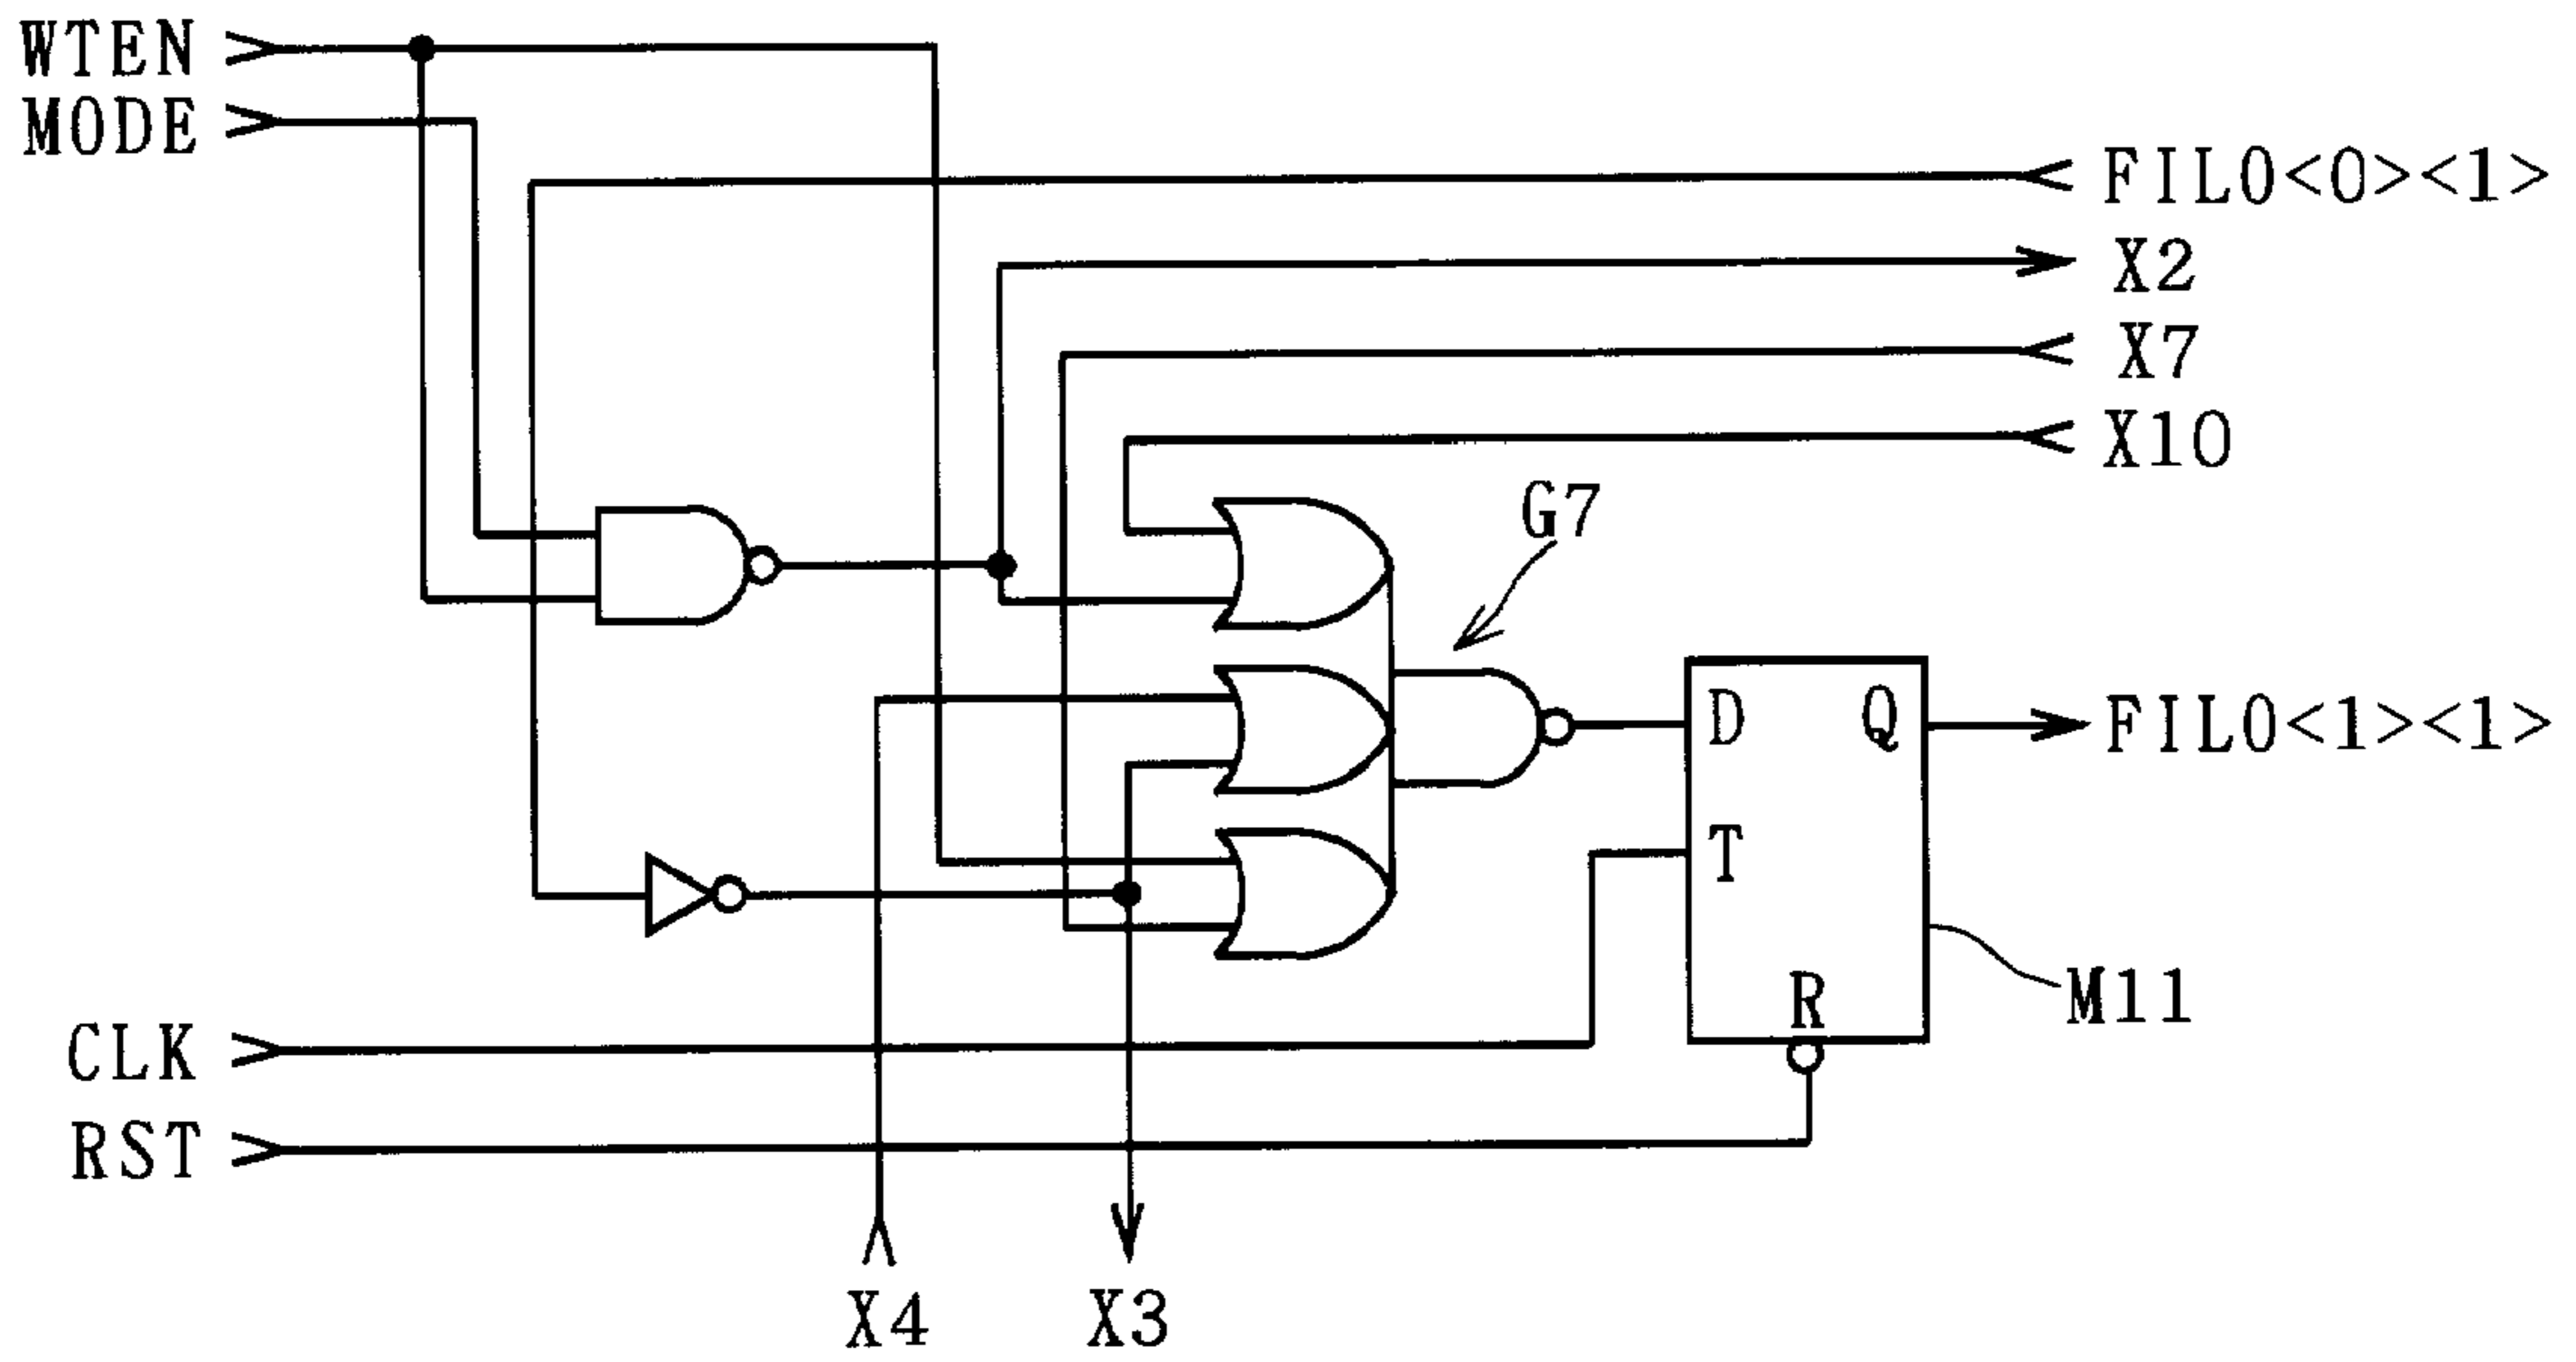 WTEN
MODE
FIL0<0><1>
X2
X7
X10
G7
D
Q
FIL0<1><1>
T
R
M11
CLK
RST
X4
X3